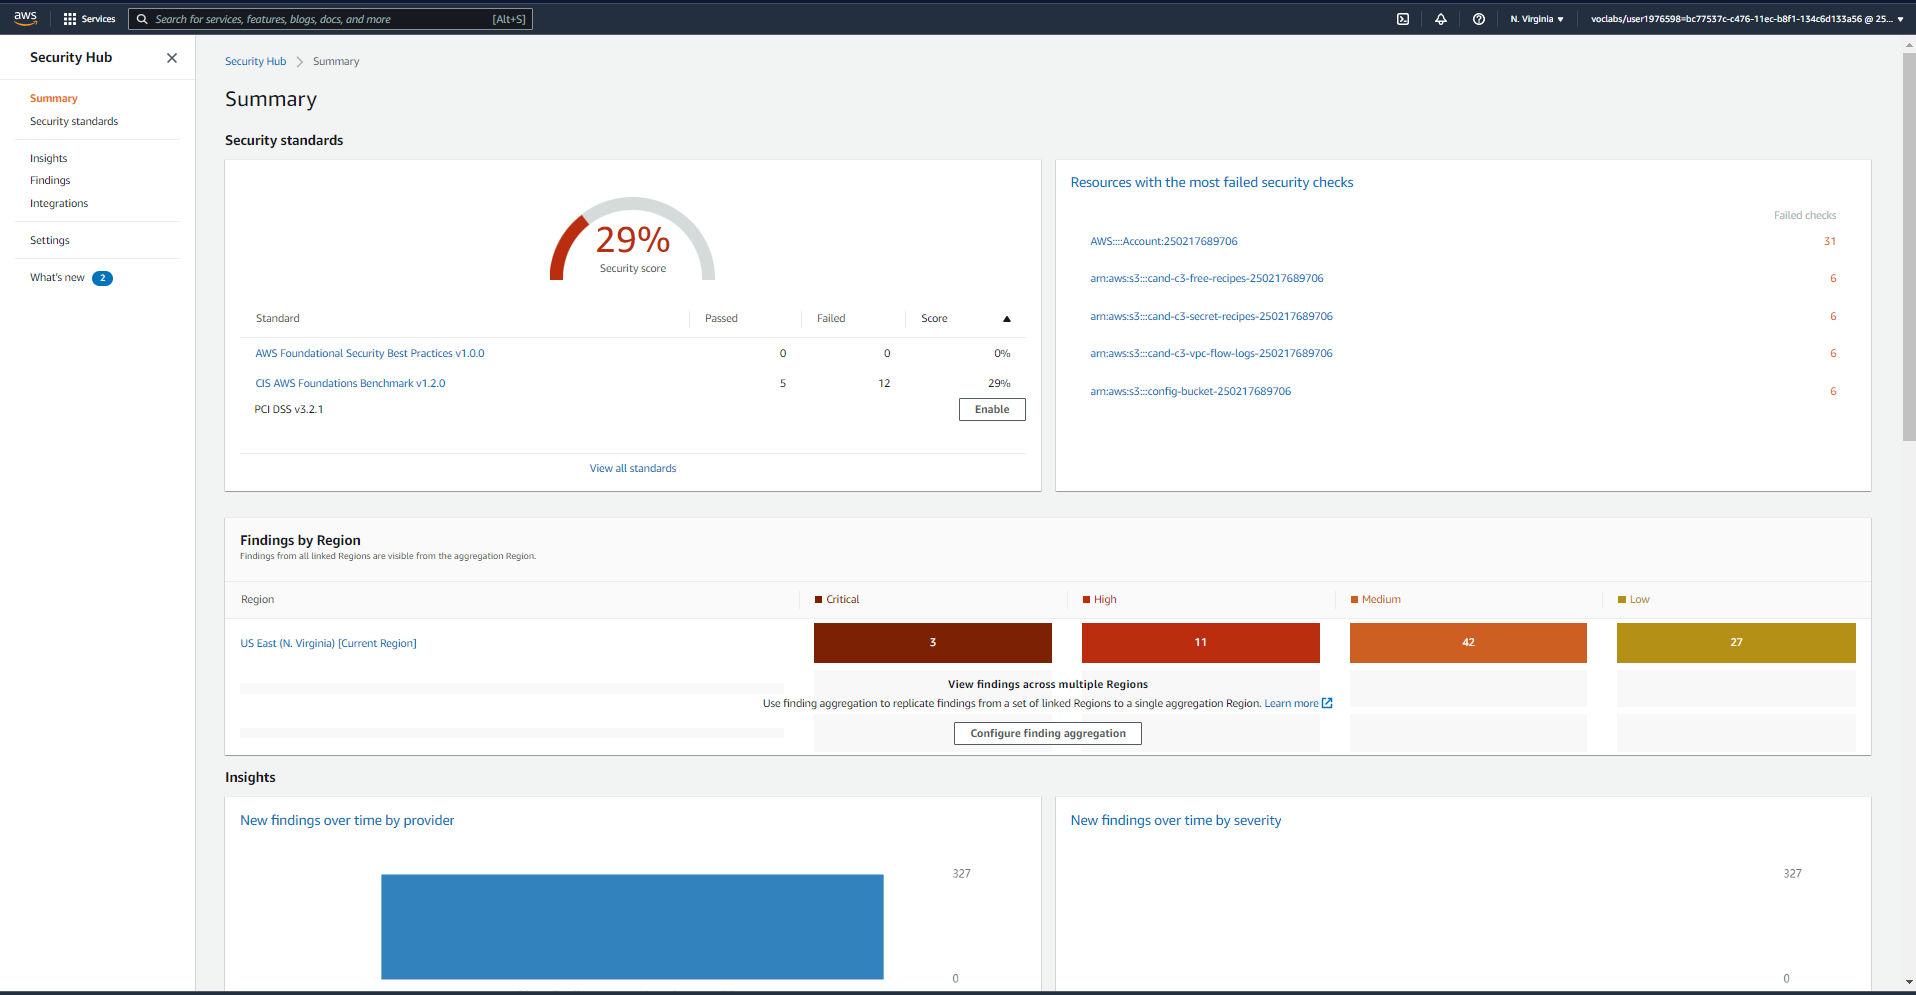 aws Services Search for services, features, blogs, docs, and more [Alt+S] N. Virginia voclabs/user1976598=bc77537c-c476-11ec-b8f1-134c6d133a56 @ 25...
Security Hub
Summary
Security standards
Insights
Findings
Integrations
Settings
What's new 2
Security Hub Summary
Summary
Security standards
29%
Security score
Standard Passed Failed Score
AWS Foundational Security Best Practices v1.0.0 0 0 0%
CIS AWS Foundations Benchmark v1.2.0 5 12 29%
PCI DSS v3.2.1 Enable
View all standards
Resources with the most failed security checks
Failed checks
AWS::::Account:250217689706 31
arn:aws:s3:::cand-c3-free-recipes-250217689706 6
arn:aws:s3:::cand-c3-secret-recipes-250217689706 6
arn:aws:s3:::cand-c3-vpc-flow-logs-250217689706 6
arn:aws:s3:::config-bucket-250217689706 6
Findings by Region
Findings from all linked Regions are visible from the aggregation Region.
Region Critical High Medium Low
US East (N. Virginia) [Current Region] 3 11 42 27
View findings across multiple Regions
Use finding aggregation to replicate findings from a set of linked Regions to a single aggregation Region. Learn more
Configure finding aggregation
Insights
New findings over time by provider
327
0
New findings over time by severity
327
0